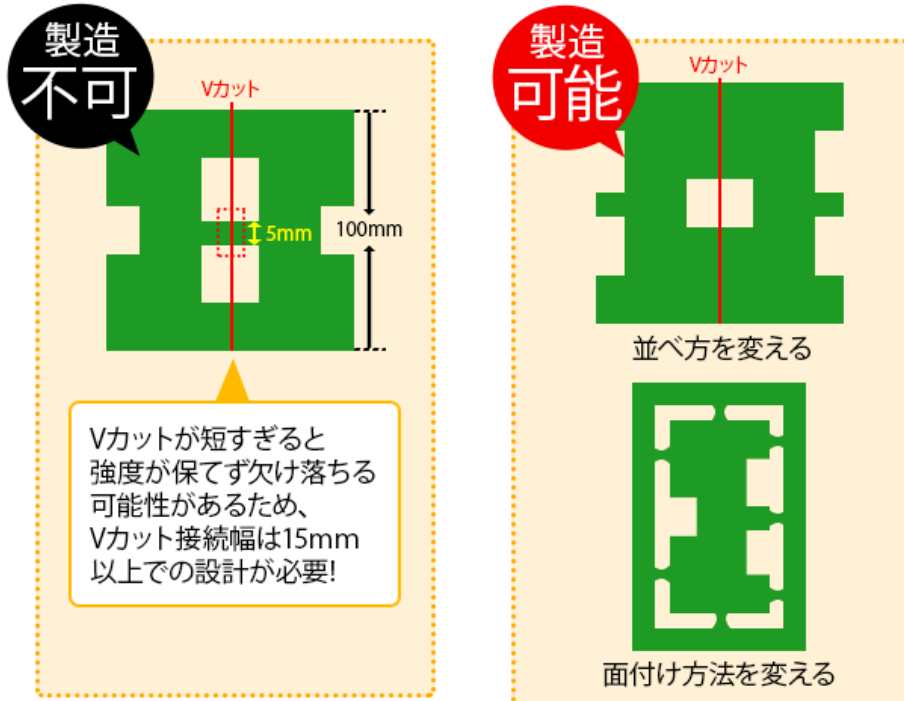 製造
不可
Vカット
5mm
100mm
Vカットが短すぎると
強度が保てず欠け落ちる
可能性があるため、
Vカット接続幅は15mm
以上での設計が必要!
製造
可能
Vカット
並べ方を変える
面付け方法を変える